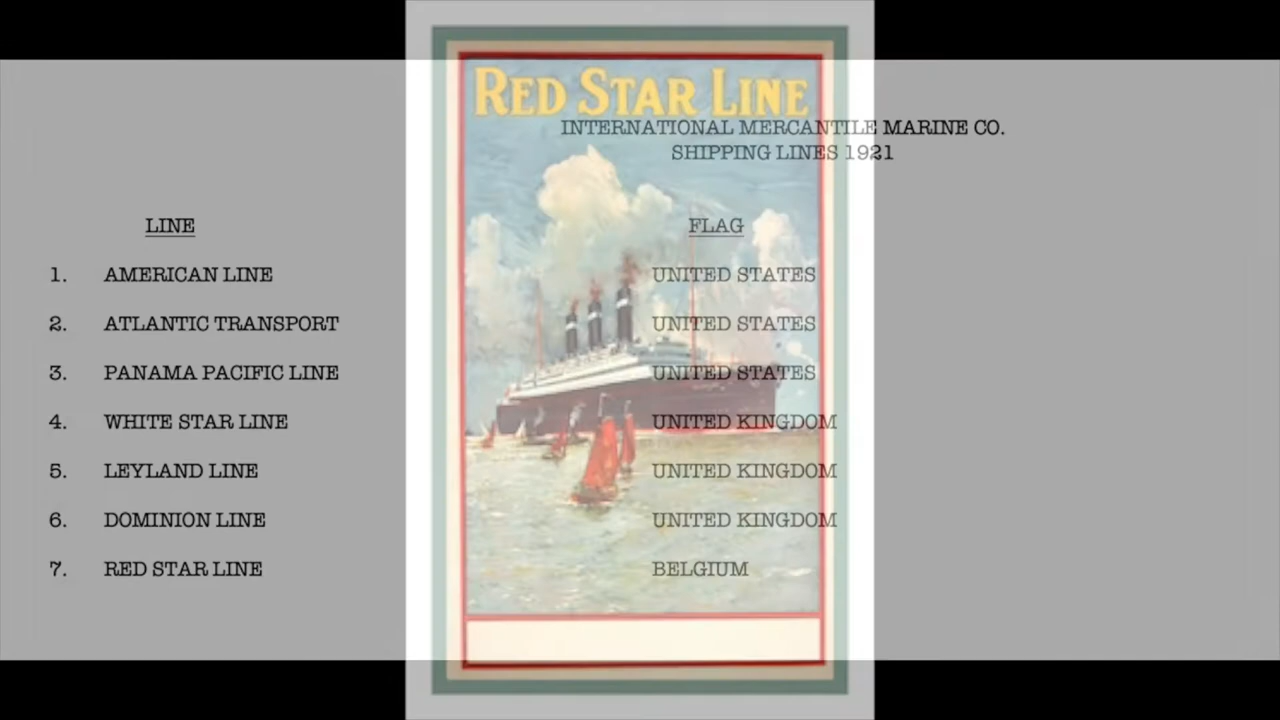 RED STAR LINE
INTERNATIONAL MERCANTILE MARINE CO.
SHIPPING LINES 1921
LINE FLAG
1. AMERICAN LINE UNITED STATES
2. ATLANTIC TRANSPORT UNITED STATES
3. PANAMA PACIFIC LINE UNITED STATES
4. WHITE STAR LINE UNITED KINGDOM
5. LEYLAND LINE UNITED KINGDOM
6. DOMINION LINE UNITED KINGDOM
7. RED STAR LINE BELGIUM